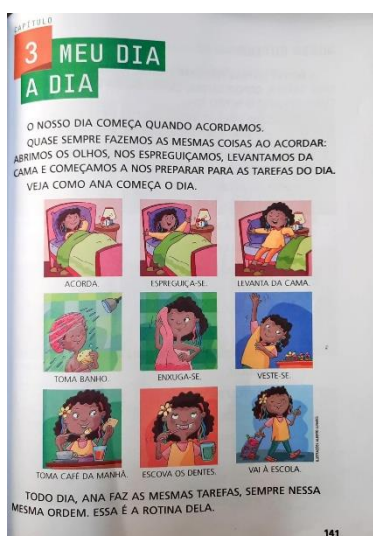 CAPÍTULO
3 MEU DIA
A DIA
O NOSSO DIA COMEÇA QUANDO ACORDAMOS.
QUASE SEMPRE FAZEMOS AS MESMAS COISAS AO ACORDAR:
ABRIMOS OS OLHOS, NOS ESPREGUIÇAMOS, LEVANTAMOS DA
CAMA E COMEÇAMOS A NOS PREPARAR PARA AS TAREFAS DO DIA.
VEJA COMO ANA COMEÇA O DIA.
ACORDA. ESPREGUIÇA-SE. LEVANTA DA CAMA.
TOMA BANHO. ENXUGA-SE. VESTE-SE.
TOMA CAFÉ DA MANHÃ. ESCOVA OS DENTES. VAI À ESCOLA.
TODO DIA, ANA FAZ AS MESMAS TAREFAS, SEMPRE NESSA
MESMA ORDEM. ESSA É A ROTINA DELA.
141